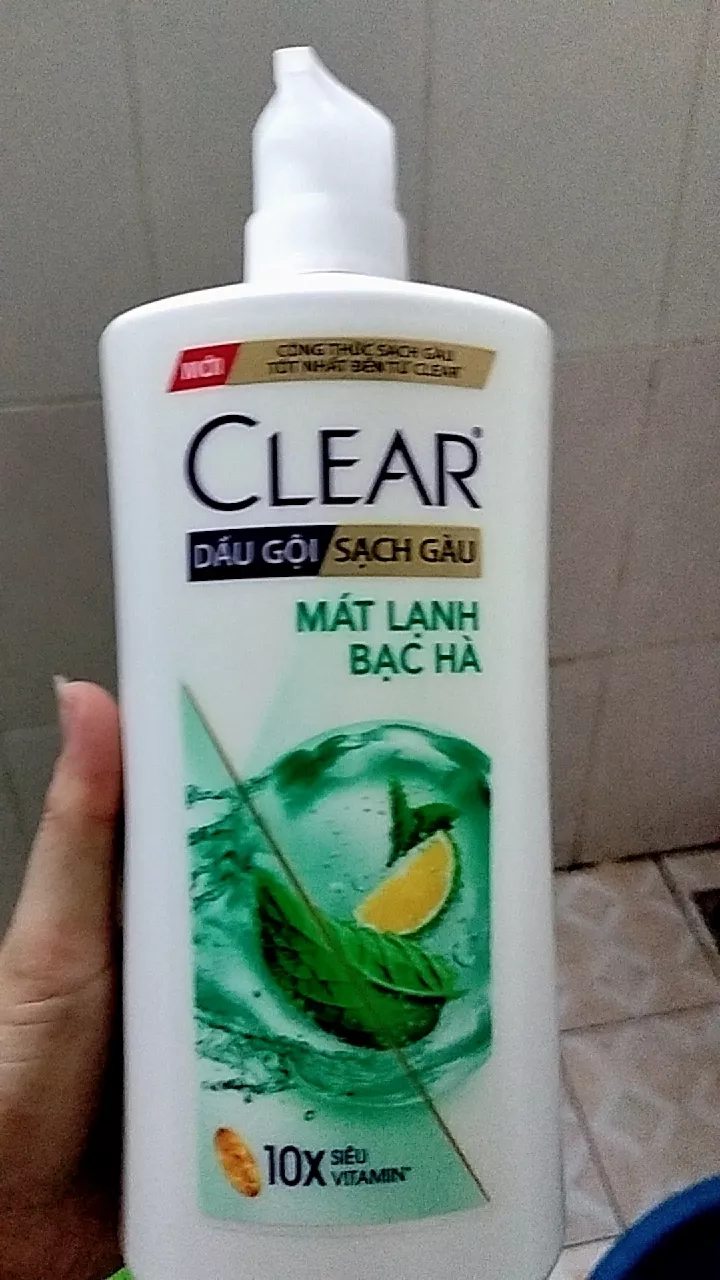 MỚI
CÔNG THỨC SẠCH GÀU
TỐT NHẤT ĐẾN TỪ CLEAR*
CLEAR®
DẦU GỘI SẠCH GÀU
MÁT LẠNH
BẠC HÀ
10X SIÊU
VITAMIN™